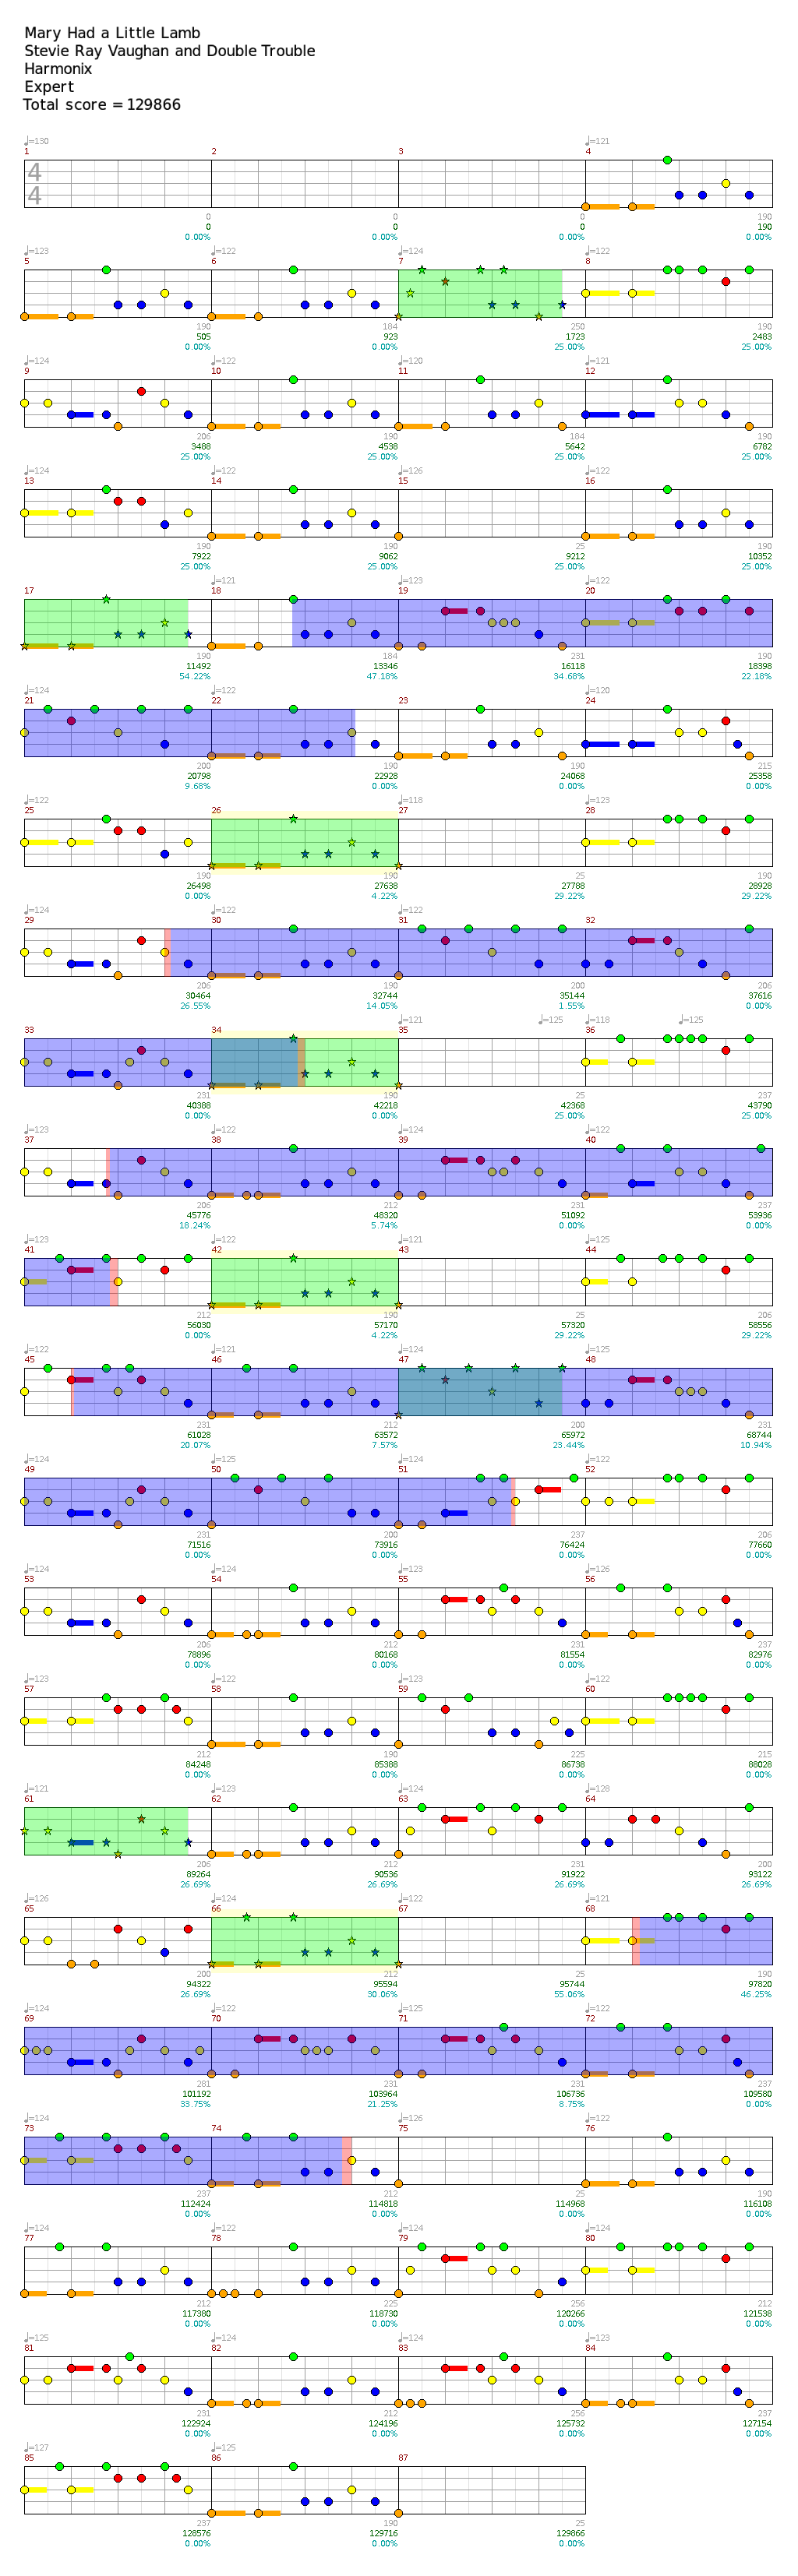 Mary Had a Little Lamb
Stevie Ray Vaughan and Double Trouble
Harmonix
Expert
Total score = 129866
♩=130 ♩=121
1 2 3 4
4
4
0 0 0 190
0 0 0 190
0.00% 0.00% 0.00% 0.00%
♩=123 ♩=122 ♩=124 ♩=122
5 6 7 8
190 184 250 190
505 923 1723 2483
0.00% 0.00% 25.00% 25.00%
♩=124 ♩=122 ♩=120 ♩=121
9 10 11 12
206 190 184 190
3488 4538 5642 6782
25.00% 25.00% 25.00% 25.00%
♩=124 ♩=122 ♩=126 ♩=122
13 14 15 16
190 190 25 190
7922 9062 9212 10352
25.00% 25.00% 25.00% 25.00%
♩=121 ♩=123 ♩=122
17 18 19 20
190 184 231 190
11492 13346 16118 18398
54.22% 47.18% 34.68% 22.18%
♩=124 ♩=122 ♩=120
21 22 23 24
200 190 190 215
20798 22928 24068 25358
9.68% 0.00% 0.00% 0.00%
♩=122 ♩=118 ♩=123
25 26 27 28
190 190 25 190
26498 27638 27788 28928
0.00% 4.22% 29.22% 29.22%
♩=124 ♩=122 ♩=122
29 30 31 32
206 190 200 206
30464 32744 35144 37616
26.55% 14.05% 1.55% 0.00%
♩=121 ♩=125 ♩=118 ♩=125
33 34 35 36
231 190 25 237
40388 42218 42368 43790
0.00% 0.00% 25.00% 25.00%
♩=123 ♩=122 ♩=124 ♩=122
37 38 39 40
206 212 231 237
45776 48320 51092 53936
18.24% 5.74% 0.00% 0.00%
♩=123 ♩=122 ♩=121 ♩=125
41 42 43 44
212 190 25 206
56030 57170 57320 58556
0.00% 4.22% 29.22% 29.22%
♩=122 ♩=121 ♩=124 ♩=125
45 46 47 48
231 212 200 231
61028 63572 65972 68744
20.07% 7.57% 23.44% 10.94%
♩=124 ♩=125 ♩=124 ♩=122
49 50 51 52
231 200 237 206
71516 73916 76424 77660
0.00% 0.00% 0.00% 0.00%
♩=124 ♩=124 ♩=123 ♩=126
53 54 55 56
206 212 231 237
78896 80168 81554 82976
0.00% 0.00% 0.00% 0.00%
♩=123 ♩=122 ♩=123 ♩=122
57 58 59 60
212 190 225 215
84248 85388 86738 88028
0.00% 0.00% 0.00% 0.00%
♩=121 ♩=123 ♩=124 ♩=128
61 62 63 64
206 212 231 200
89264 90536 91922 93122
26.69% 26.69% 26.69% 26.69%
♩=126 ♩=124 ♩=122 ♩=121
65 66 67 68
200 212 25 190
94322 95594 95744 97820
26.69% 30.06% 55.06% 46.25%
♩=124 ♩=122 ♩=125 ♩=122
69 70 71 72
281 231 231 237
101192 103964 106736 109580
33.75% 21.25% 8.75% 0.00%
♩=124 ♩=126 ♩=122
73 74 75 76
237 212 25 190
112424 114818 114968 116108
0.00% 0.00% 0.00% 0.00%
♩=124 ♩=122 ♩=124 ♩=124
77 78 79 80
212 225 231 212
117380 118730 120266 121538
0.00% 0.00% 0.00% 0.00%
♩=125 ♩=124 ♩=124 ♩=123
81 82 83 84
231 212 256 237
122924 124196 125732 127154
0.00% 0.00% 0.00% 0.00%
♩=127 ♩=125
85 86 87
237 190 25
128576 129716 129866
0.00% 0.00% 0.00%